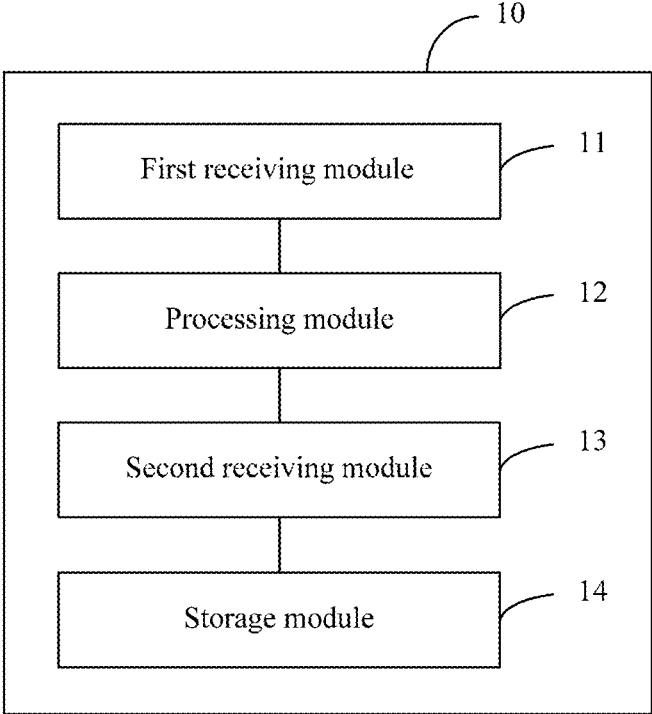 10
First receiving module
11
Processing module
12
Second receiving module
13
Storage module
14